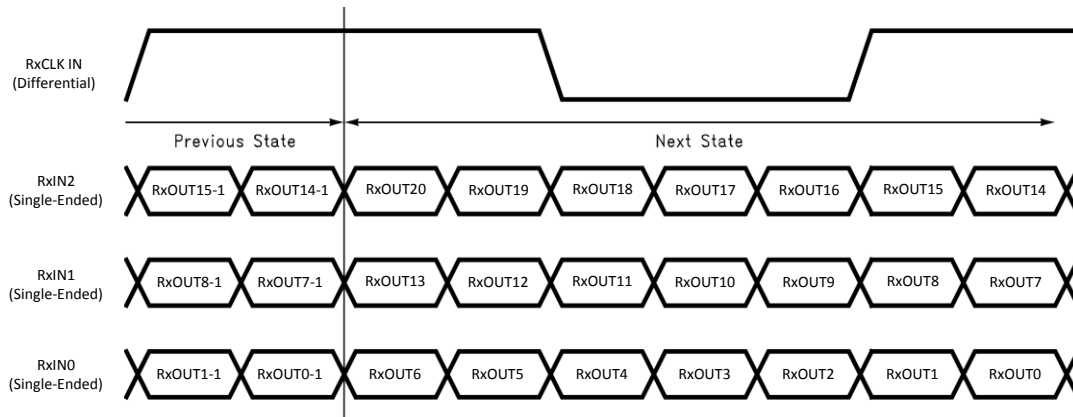 RxCLK IN
(Differential)
Previous State
Next State
RxIN2
(Single-Ended)
RxOUT15-1 RxOUT14-1 RxOUT20 RxOUT19 RxOUT18 RxOUT17 RxOUT16 RxOUT15 RxOUT14
RxIN1
(Single-Ended)
RxOUT8-1 RxOUT7-1 RxOUT13 RxOUT12 RxOUT11 RxOUT10 RxOUT9 RxOUT8 RxOUT7
RxIN0
(Single-Ended)
RxOUT1-1 RxOUT0-1 RxOUT6 RxOUT5 RxOUT4 RxOUT3 RxOUT2 RxOUT1 RxOUT0